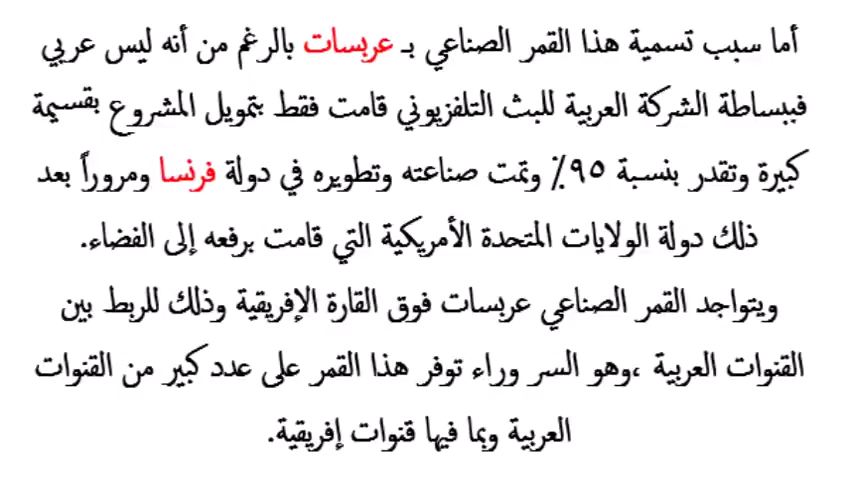 أما سبب تسمية هذا القمر الصناعي بـ عربسات بالرغم من أنه ليس عربي
فببساطة الشركة العربية للبث التلفزيوني قامت فقط بتمويل المشروع بقسيمة
كبيرة وتقدر بنسبة ٩٥٪ وتمت صناعته وتطويره في دولة فرنسا ومروراً بعد
ذلك دولة الولايات المتحدة الأمريكية التي قامت برفعه إلى الفضاء.
ويتواجد القمر الصناعي عربسات فوق القارة الإفريقية وذلك للربط بين
القنوات العربية ،وهو السر وراء توفر هذا القمر على عدد كبير من القنوات
العربية وبما فيها قنوات إفريقية.